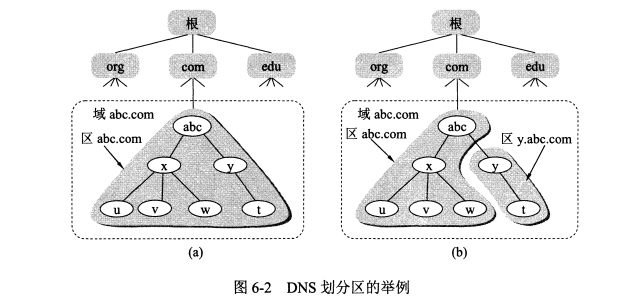 根
org
com
edu
域 abc.com
区 abc.com
abc
x
y
u
v
w
t
(a)
根
org
com
edu
域 abc.com
区 abc.com
abc
区 y.abc.com
x
y
u
v
w
t
(b)
图 6-2 DNS 划分区的举例